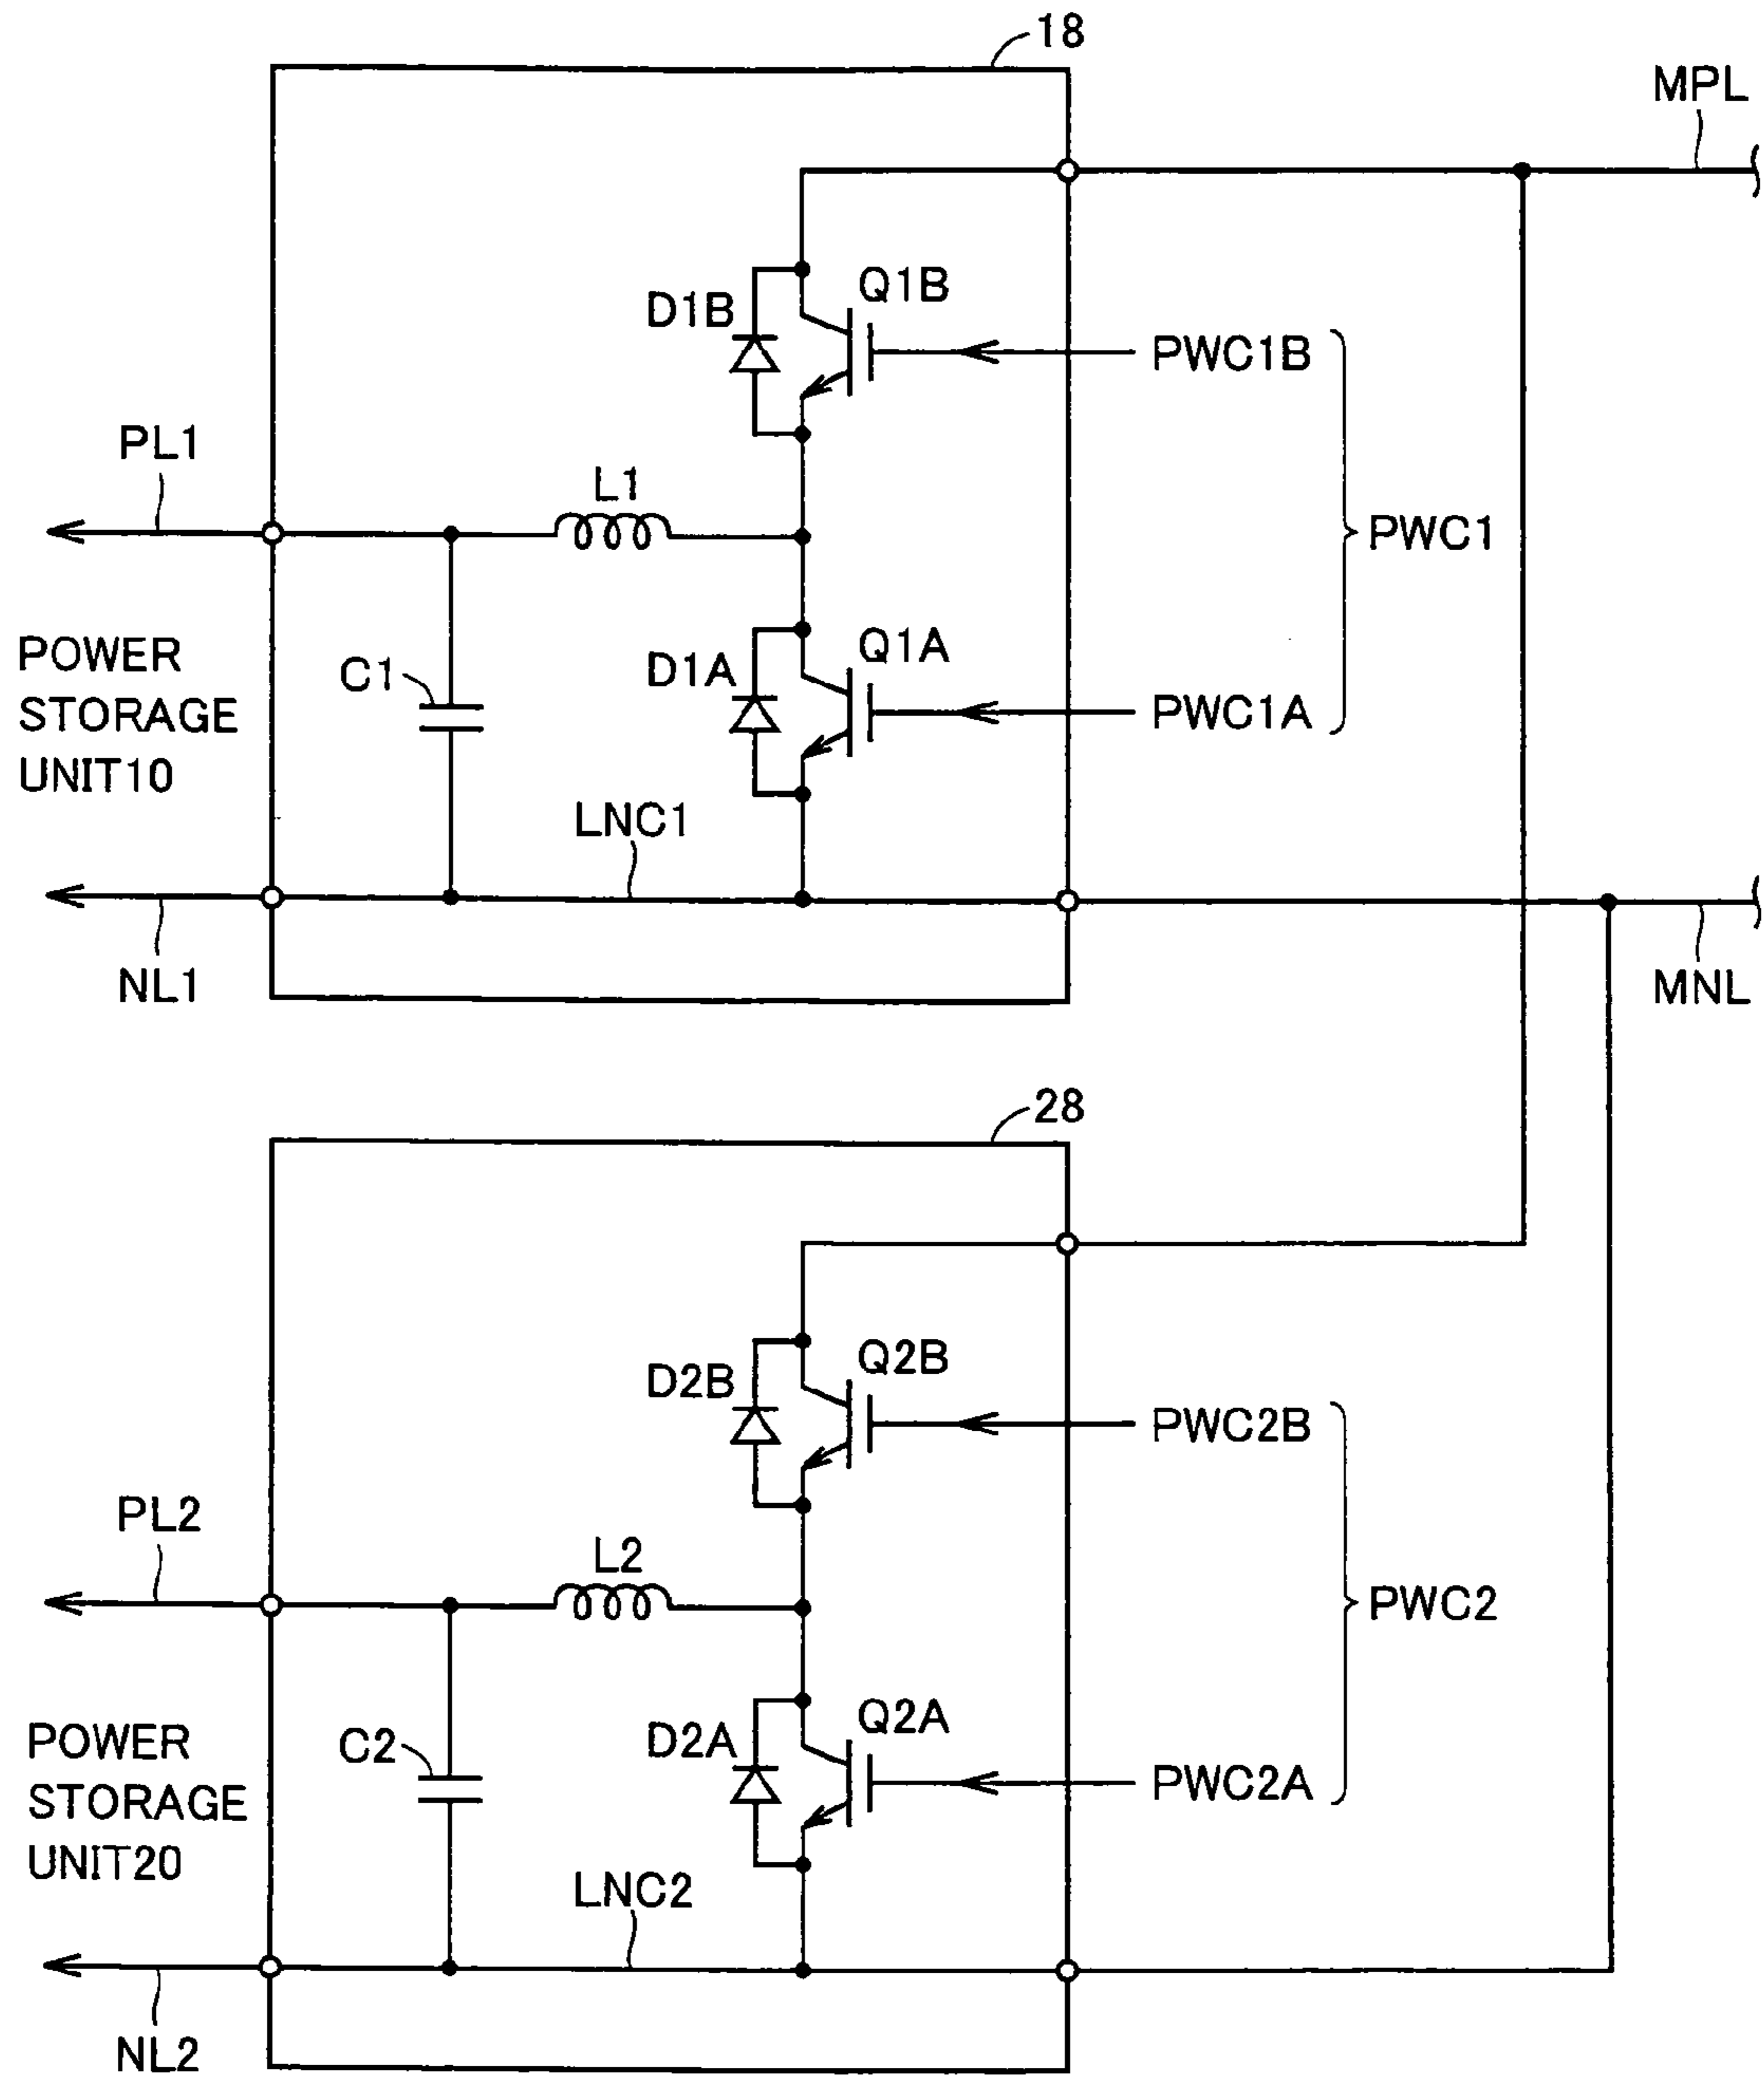 18
MPL
Q1B
D1B
PWC1B
PL1
L1
PWC1
POWER
STORAGE
UNIT10
C1
D1A
Q1A
PWC1A
LNC1
NL1
MNL
28
Q2B
D2B
PWC2B
PL2
L2
PWC2
POWER
STORAGE
UNIT20
C2
D2A
Q2A
PWC2A
LNC2
NL2